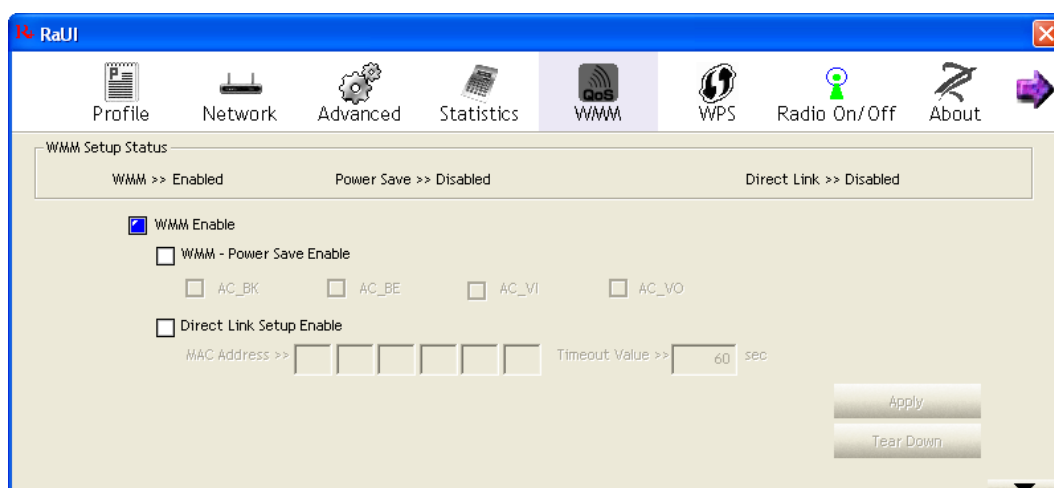 RaUI
Profile Network Advanced Statistics QoS WMM WPS Radio On/Off About
WMM Setup Status
WMM >> Enabled Power Save >> Disabled Direct Link >> Disabled
WMM Enable
WMM - Power Save Enable
AC_BK AC_BE AC_VI AC_VO
Direct Link Setup Enable
MAC Address >> Timeout Value >> 60 sec
Apply
Tear Down